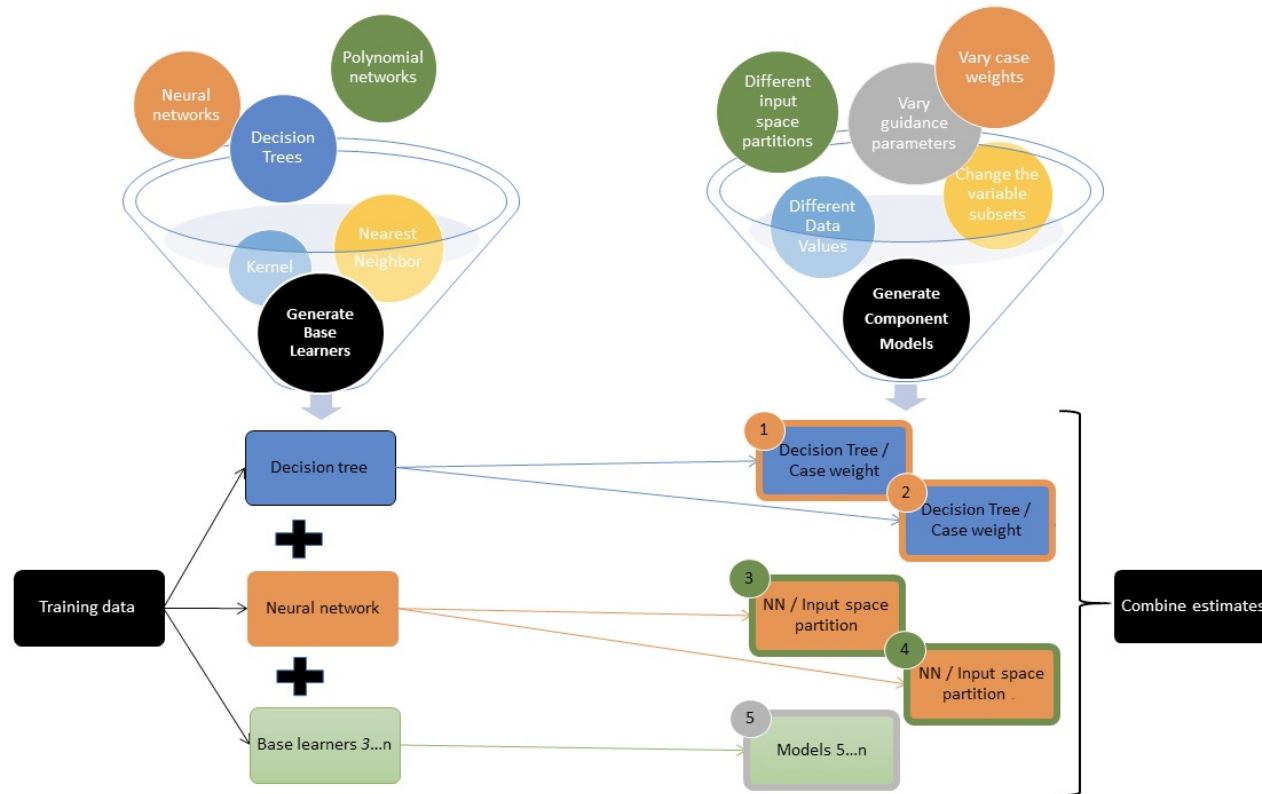 Polynomial
networks
Neural
networks
Decision
Trees
Kernel
Nearest
Neighbor
Generate
Base
Learners
Vary case
weights
Different
input
space
partitions
Vary
guidance
parameters
Change the
variable
subsets
Different
Data
Values
Generate
Component
Models
Decision tree
1
Decision Tree /
Case weight
2
Decision Tree /
Case weight
Training data
Neural network
3
NN / Input space
partition
4
NN / Input space
partition
Combine estimates
Base learners 3...n
5
Models 5...n